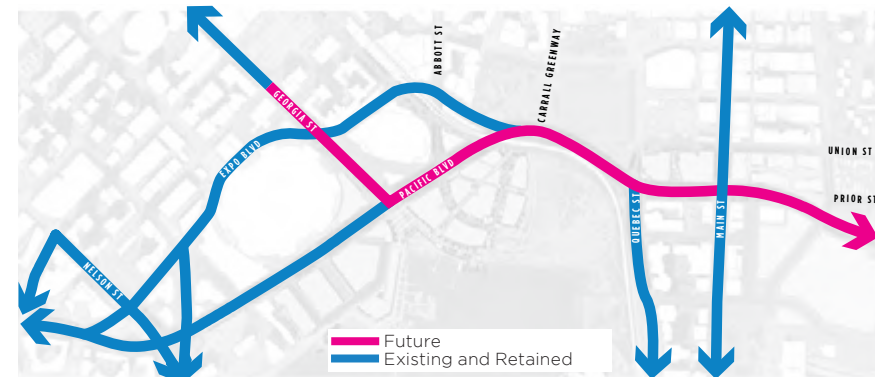 ABBOTT ST
CARRALL GREENWAY
GEORGIA ST
UNION ST
EXPO BLVD
PACIFIC BLVD
PRIOR ST
QUEBEC ST
MAIN ST
NELSON ST
Future
Existing and Retained